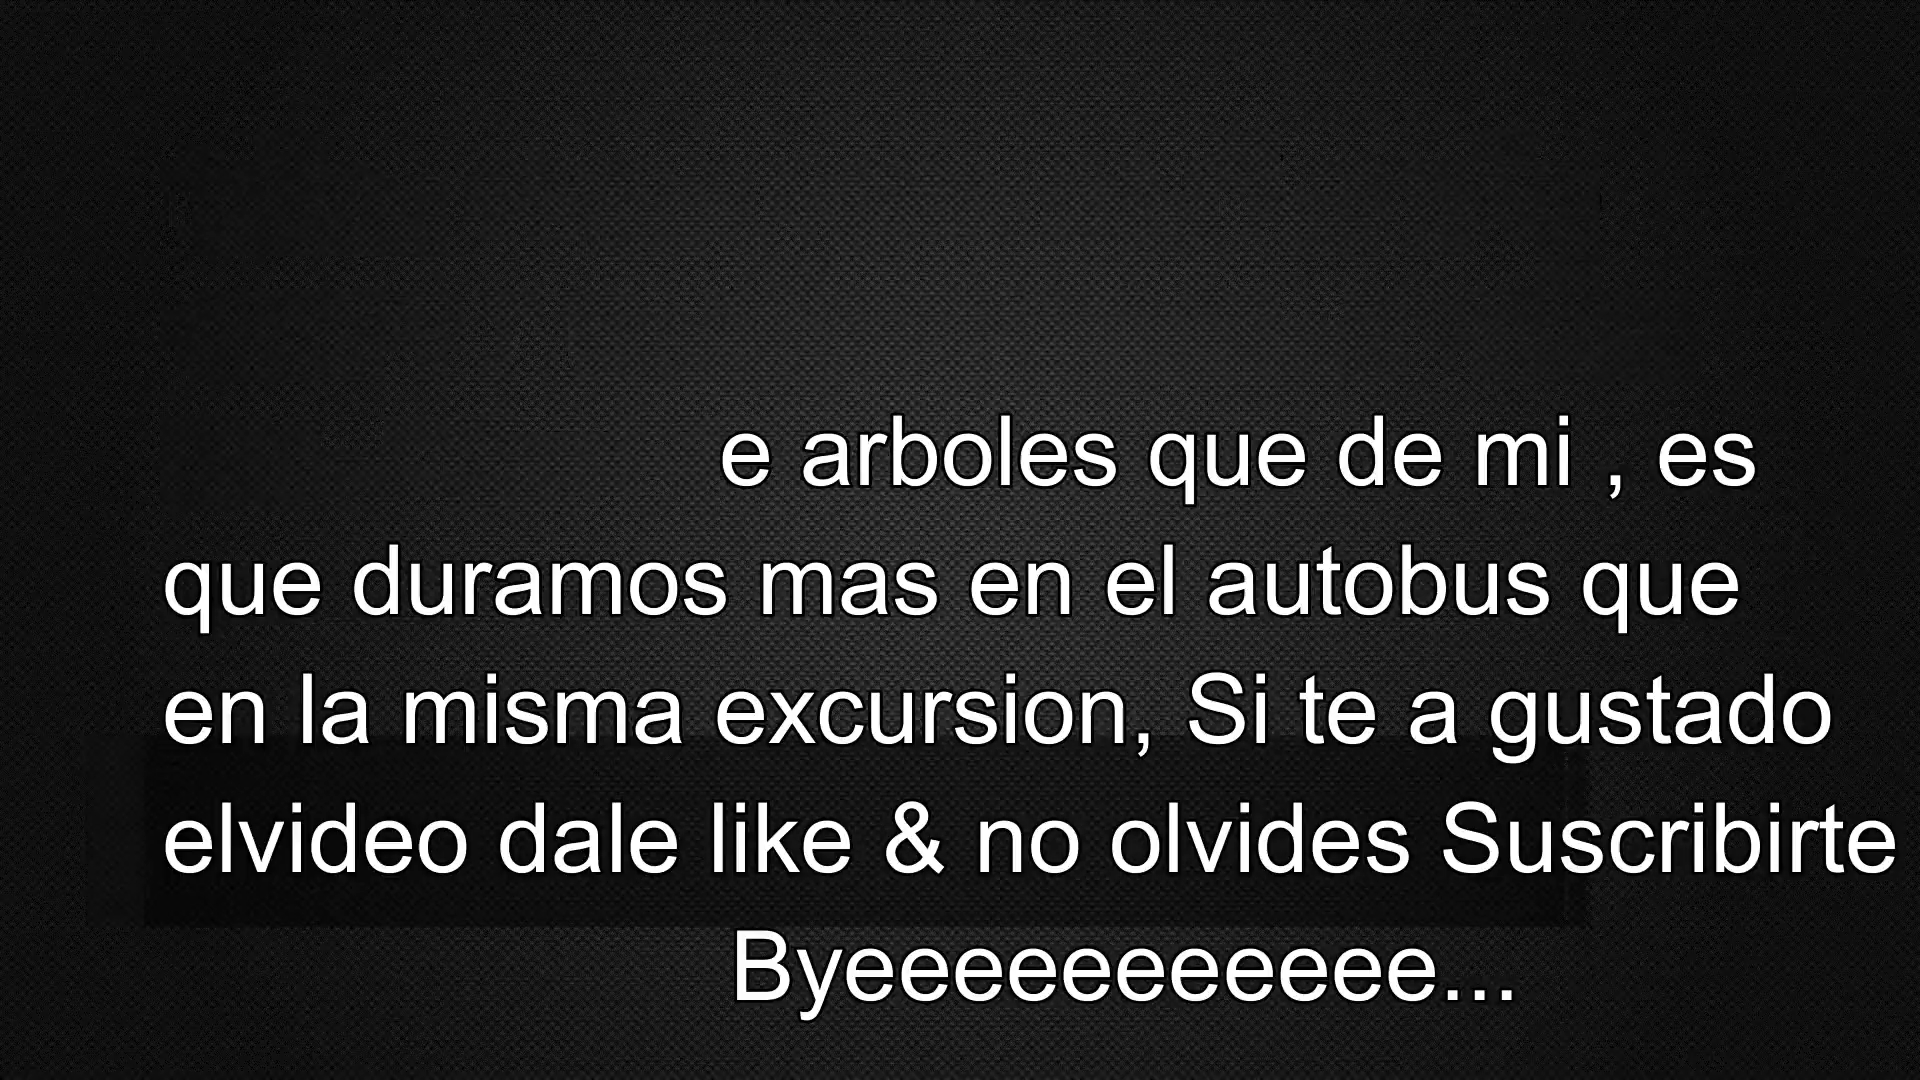 e arboles que de mi , es
que duramos mas en el autobus que
en la misma excursion, Si te a gustado
elvideo dale like & no olvides Suscribirte
Byeeeeeeeeeee...